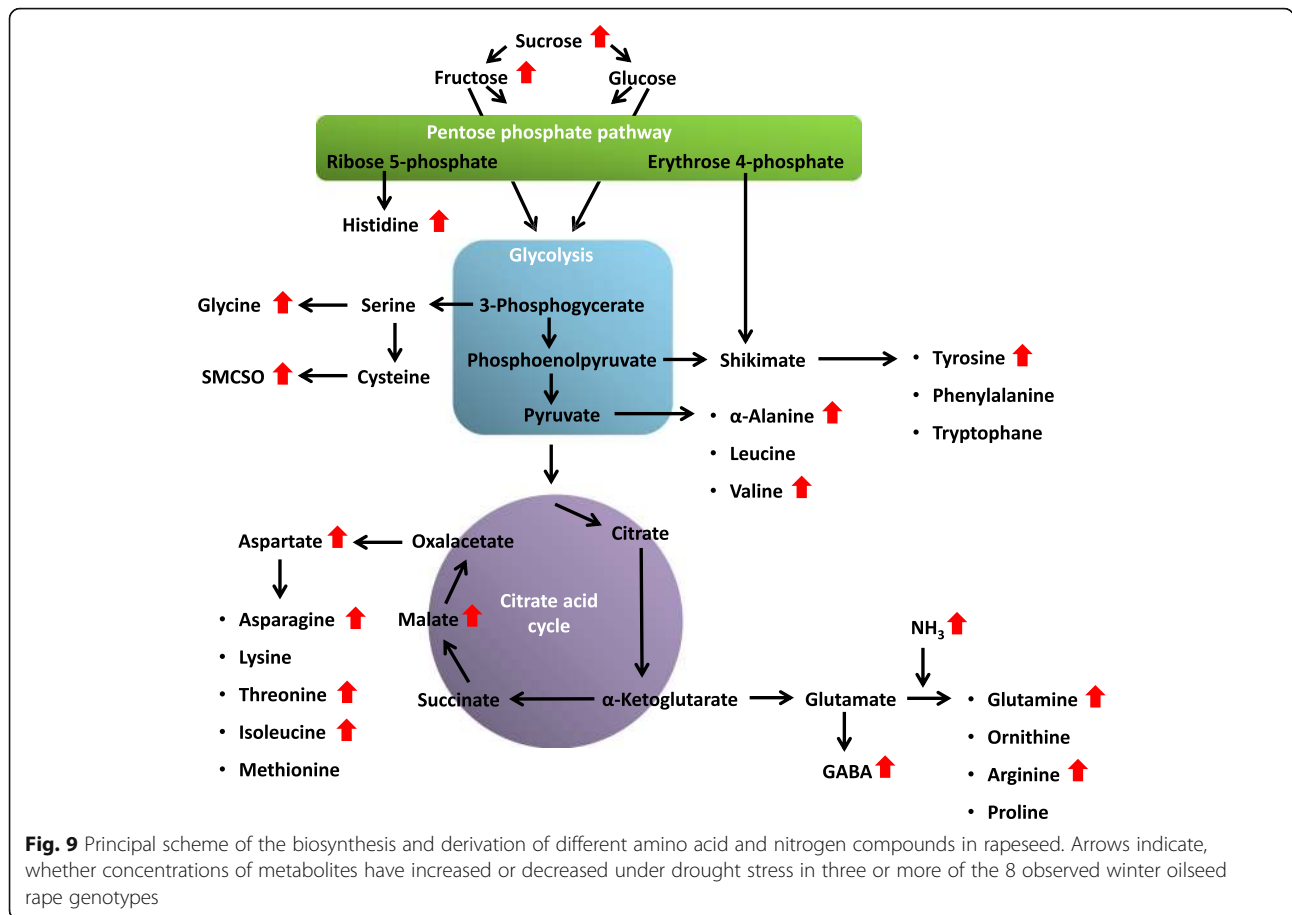 Sucrose
Fructose
Glucose
Pentose phosphate pathway
Ribose 5-phosphate
Erythrose 4-phosphate
Histidine
Glycolysis
Glycine
Serine
3-Phosphogycerate
Phosphoenolpyruvate
Shikimate
• Tyrosine
• Phenylalanine
• Tryptophane
SMCSO
Cysteine
Pyruvate
• α-Alanine
• Leucine
• Valine
Aspartate
Oxalacetate
Citrate
Citrate acid
cycle
• Asparagine
• Lysine
• Threonine
• Isoleucine
• Methionine
Malate
Succinate
α-Ketoglutarate
Glutamate
NH₃
GABA
• Glutamine
• Ornithine
• Arginine
• Proline
Fig. 9 Principal scheme of the biosynthesis and derivation of different amino acid and nitrogen compounds in rapeseed. Arrows indicate,
whether concentrations of metabolites have increased or decreased under drought stress in three or more of the 8 observed winter oilseed
rape genotypes